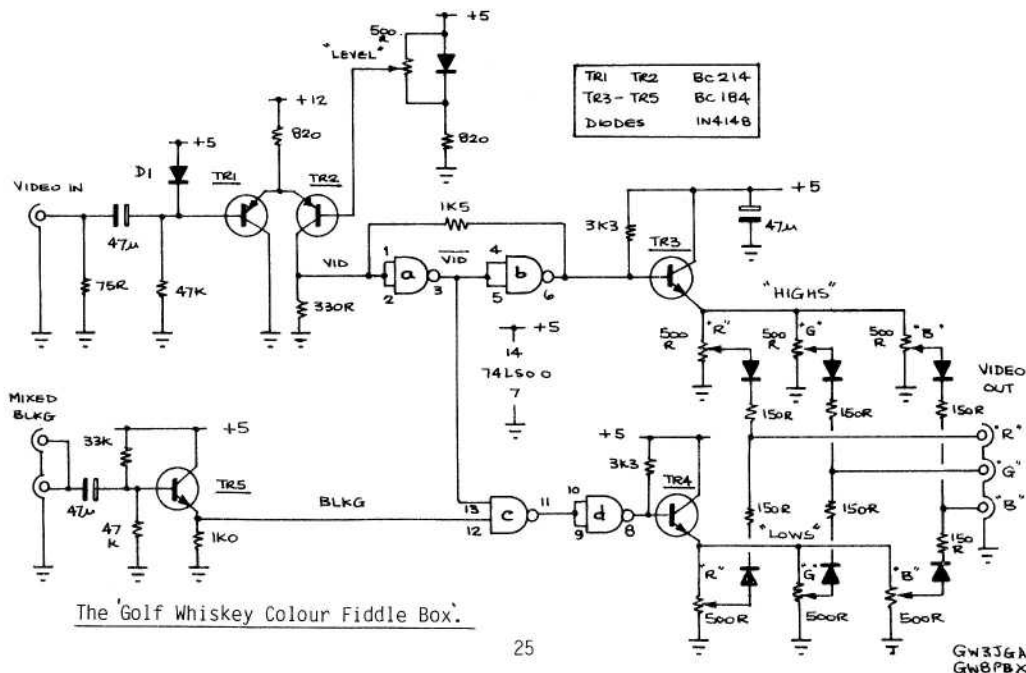 +5
500
R
"LEVEL"
+12
820
+5
820
TR1 TR2 BC214
TR3-TR5 BC184
DIODES IN4148
VIDEO IN
D1
+5
TR1
TR2
47μ
75R
47K
VID
330R
1K5
1
2
a
3
VID
4
5
b
6
+5
14
74LS00
7
3K3
TR3
+5
47μ
"HIGHS"
500
R
"R"
500
R
"G"
500
R
"B"
150R
150R
150R
VIDEO
OUT
"R"
"G"
"B"
MIXED
BLKG
33K
+5
47μ
47
K
TR5
1K0
BLKG
13
12
c
11
10
9
d
8
+5
3K3
TR4
150R
150R
150
R
"LOWS"
"R"
"G"
"B"
500R
500R
500R
The 'Golf Whiskey Colour Fiddle Box'.
25
GW3JGA
GW8PBX